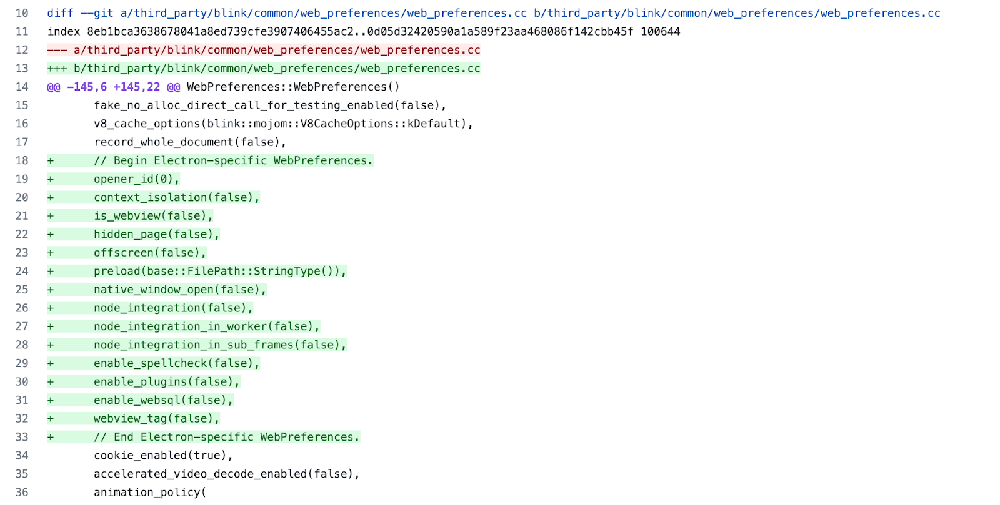 10 diff --git a/third_party/blink/common/web_preferences/web_preferences.cc b/third_party/blink/common/web_preferences/web_preferences.cc
11 index 8eb1bca3638678041a8ed739cfe3907406455ac2..0d05d32420590a1a589f23aa468086f142cbb45f 100644
12 --- a/third_party/blink/common/web_preferences/web_preferences.cc
13 +++ b/third_party/blink/common/web_preferences/web_preferences.cc
14 @@ -145,6 +145,22 @@ WebPreferences::WebPreferences()
15        fake_no_alloc_direct_call_for_testing_enabled(false),
16        v8_cache_options(blink::mojom::V8CacheOptions::kDefault),
17        record_whole_document(false),
18 +      // Begin Electron-specific WebPreferences.
19 +      opener_id(0),
20 +      context_isolation(false),
21 +      is_webview(false),
22 +      hidden_page(false),
23 +      offscreen(false),
24 +      preload(base::FilePath::StringType()),
25 +      native_window_open(false),
26 +      node_integration(false),
27 +      node_integration_in_worker(false),
28 +      node_integration_in_sub_frames(false),
29 +      enable_spellcheck(false),
30 +      enable_plugins(false),
31 +      enable_websql(false),
32 +      webview_tag(false),
33 +      // End Electron-specific WebPreferences.
34        cookie_enabled(true),
35        accelerated_video_decode_enabled(false),
36        animation_policy(